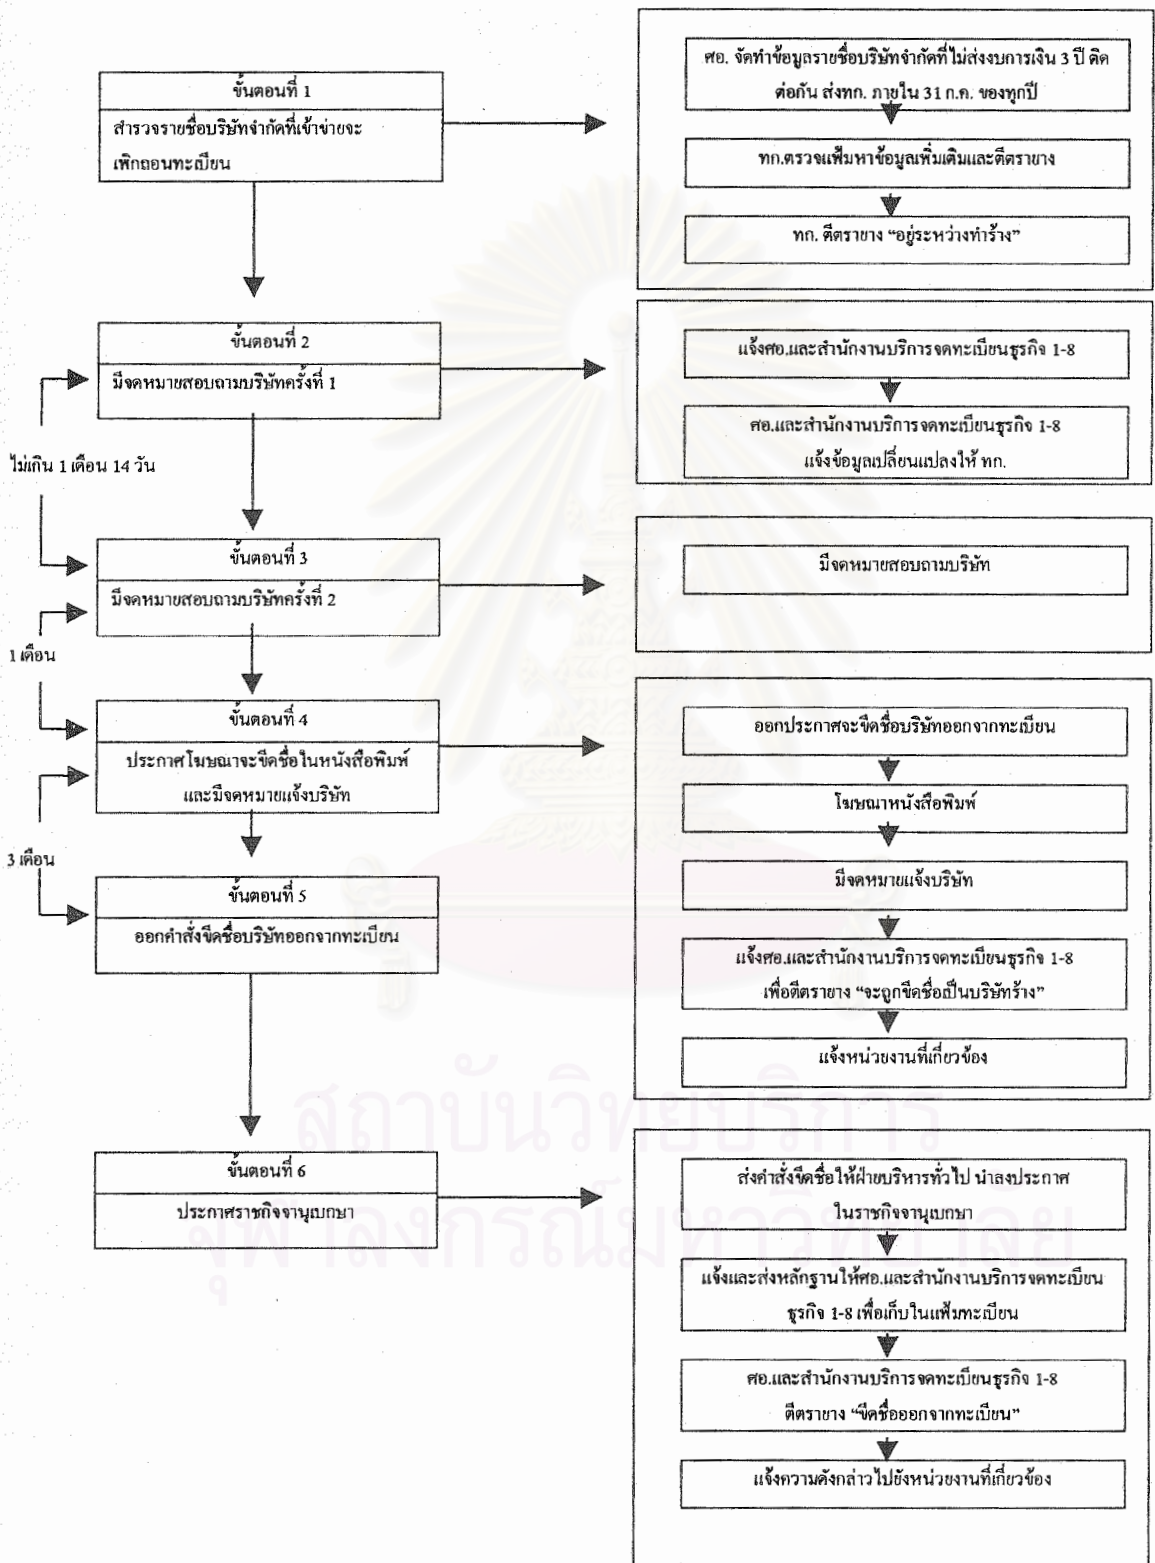 ขั้นตอนที่ 1
สำรวจรายชื่อบริษัทจำกัดที่เข้าข่ายจะ
เพิกถอนทะเบียน
ศอ. จัดทำข้อมูลรายชื่อบริษัทจำกัดที่ไม่ส่งงบการเงิน 3 ปี ติด
ต่อกัน ส่งทก. ภายใน 31 ก.ค. ของทุกปี
ทก.ตรวจแฟ้มหาข้อมูลเพิ่มเติมและตีตรายาง
ทก. ตีตรายาง “อยู่ระหว่างทำร้าง”
ขั้นตอนที่ 2
มีจดหมายสอบถามบริษัทครั้งที่ 1
แจ้งศอ.และสำนักงานบริการจดทะเบียนธุรกิจ 1-8
ศอ.และสำนักงานบริการจดทะเบียนธุรกิจ 1-8
แจ้งข้อมูลเปลี่ยนแปลงให้ ทก.
ไม่เกิน 1 เดือน 14 วัน
ขั้นตอนที่ 3
มีจดหมายสอบถามบริษัทครั้งที่ 2
มีจดหมายสอบถามบริษัท
1 เดือน
ขั้นตอนที่ 4
ประกาศโฆษณาจะขีดชื่อในหนังสือพิมพ์
และมีจดหมายแจ้งบริษัท
ออกประกาศจะขีดชื่อบริษัทออกจากทะเบียน
โฆษณาหนังสือพิมพ์
มีจดหมายแจ้งบริษัท
แจ้งศอ.และสำนักงานบริการจดทะเบียนธุรกิจ 1-8
เพื่อตีตรายาง “จะถูกขีดชื่อเป็นบริษัทร้าง”
แจ้งหน่วยงานที่เกี่ยวข้อง
3 เดือน
ขั้นตอนที่ 5
ออกคำสั่งขีดชื่อบริษัทออกจากทะเบียน
ขั้นตอนที่ 6
ประกาศราชกิจจานุเบกษา
ส่งคำสั่งขีดชื่อให้ฝ่ายบริหารทั่วไป นำลงประกาศ
ในราชกิจจานุเบกษา
แจ้งและส่งหลักฐานให้ศอ.และสำนักงานบริการจดทะเบียน
ธุรกิจ 1-8 เพื่อเก็บในแฟ้มทะเบียน
ศอ.และสำนักงานบริการจดทะเบียนธุรกิจ 1-8
ตีตรายาง “ขีดชื่อออกจากทะเบียน”
แจ้งความดังกล่าวไปยังหน่วยงานที่เกี่ยวข้อง
สถาบันวิทยบริการ
จุฬาลงกรณ์มหาวิทยาลัย